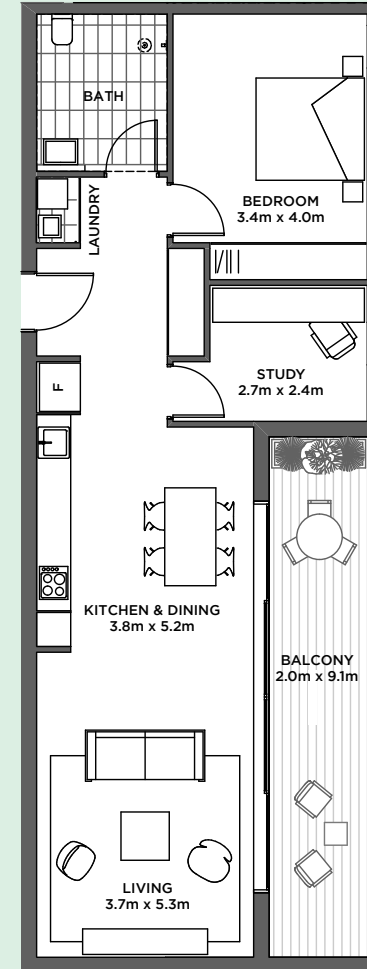 BATH
LAUNDRY
BEDROOM
3.4m x 4.0m
F
STUDY
2.7m x 2.4m
KITCHEN & DINING
3.8m x 5.2m
BALCONY
2.0m x 9.1m
LIVING
3.7m x 5.3m